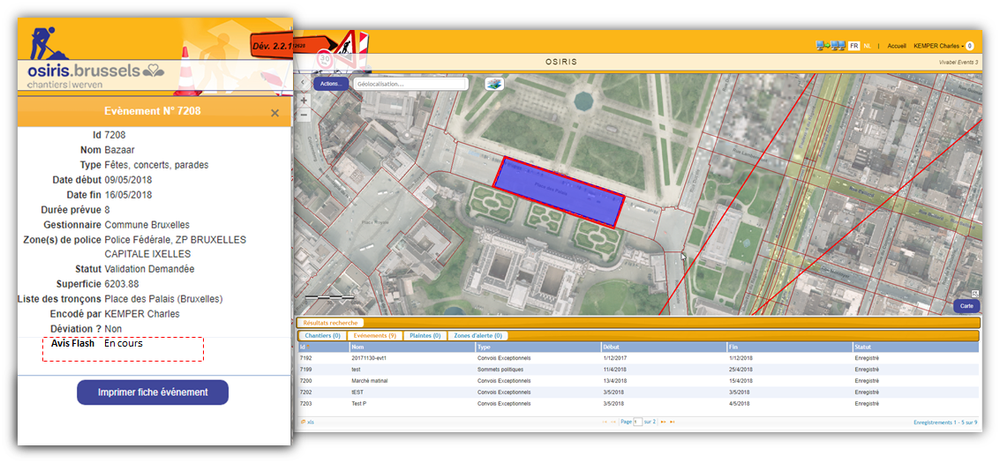 Dév. 2.2.1
osiris.brussels
chantiers|werven
Evènement N° 7208
×
Id 7208
Nom Bazaar
Type Fêtes, concerts, parades
Date début 09/05/2018
Date fin 16/05/2018
Durée prévue 8
Gestionnaire Commune Bruxelles
Zone(s) de police Police Fédérale, ZP BRUXELLES
CAPITALE IXELLES
Statut Validation Demandée
Superficie 6203.88
Liste des tronçons Place des Palais (Bruxelles)
Encodé par KEMPER Charles
Déviation ? Non
Avis Flash En cours
Imprimer fiche événement
FR NL | Accueil KEMPER Charles 0
OSIRIS
Vivabel Events 3
Actions... Géolocalisation...
Place des Palais
Place Royale
Rue Lambermont
Carte
Résultats recherche
Chantiers (0) Evénements (9) Plaintes (0) Zones d'alerte (0)
Id Nom Type Début Fin Statut
7192 20171130-evt1 Convois Exceptionnels 1/12/2017 1/12/2018 Enregistré
7199 test Sommets politiques 11/4/2018 25/4/2018 Enregistré
7200 Marché matinal Convois Exceptionnels 13/4/2018 15/4/2018 Enregistré
7202 tEST Convois Exceptionnels 3/5/2018 3/5/2018 Enregistré
7203 Test P Convois Exceptionnels 3/5/2018 4/5/2018 Enregistré
xls Page 1 sur 2 Enregistrements 1 - 5 sur 9